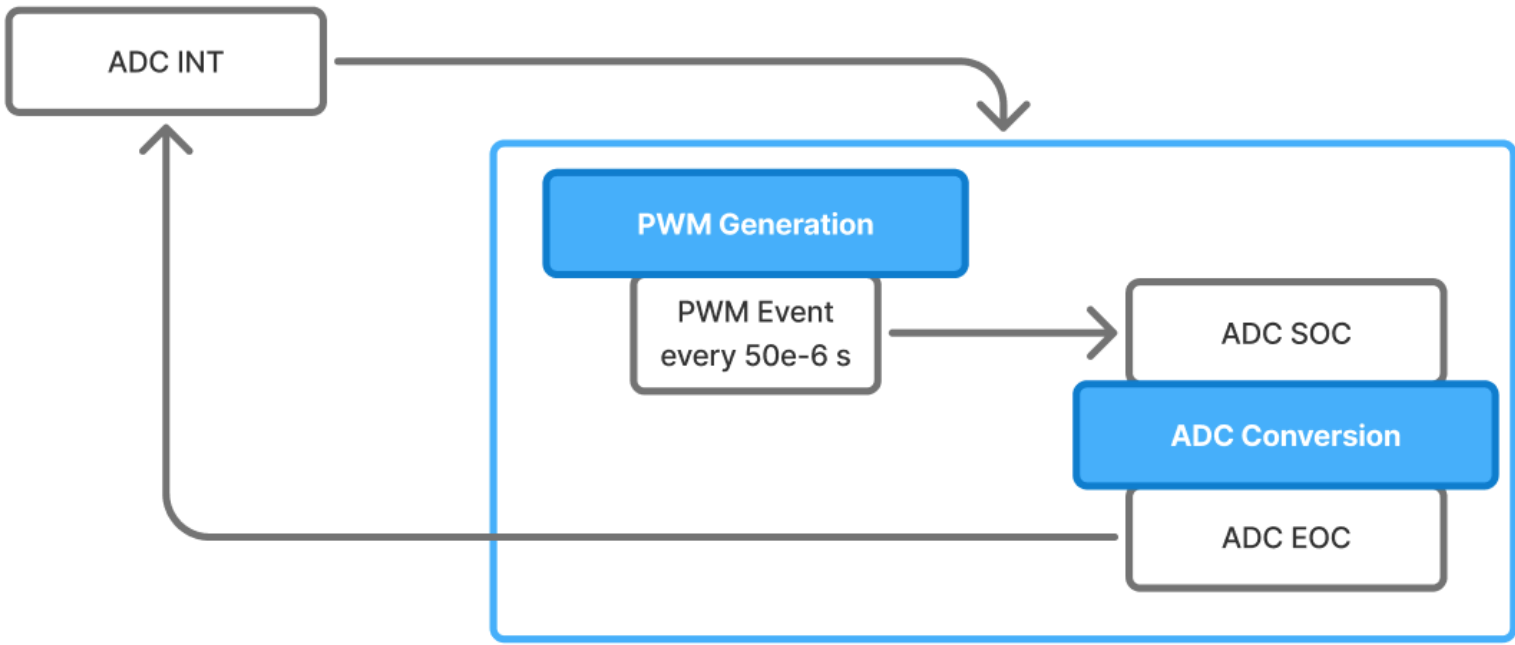 ADC INT
PWM Generation
PWM Event
every 50e-6 s
ADC SOC
ADC Conversion
ADC EOC